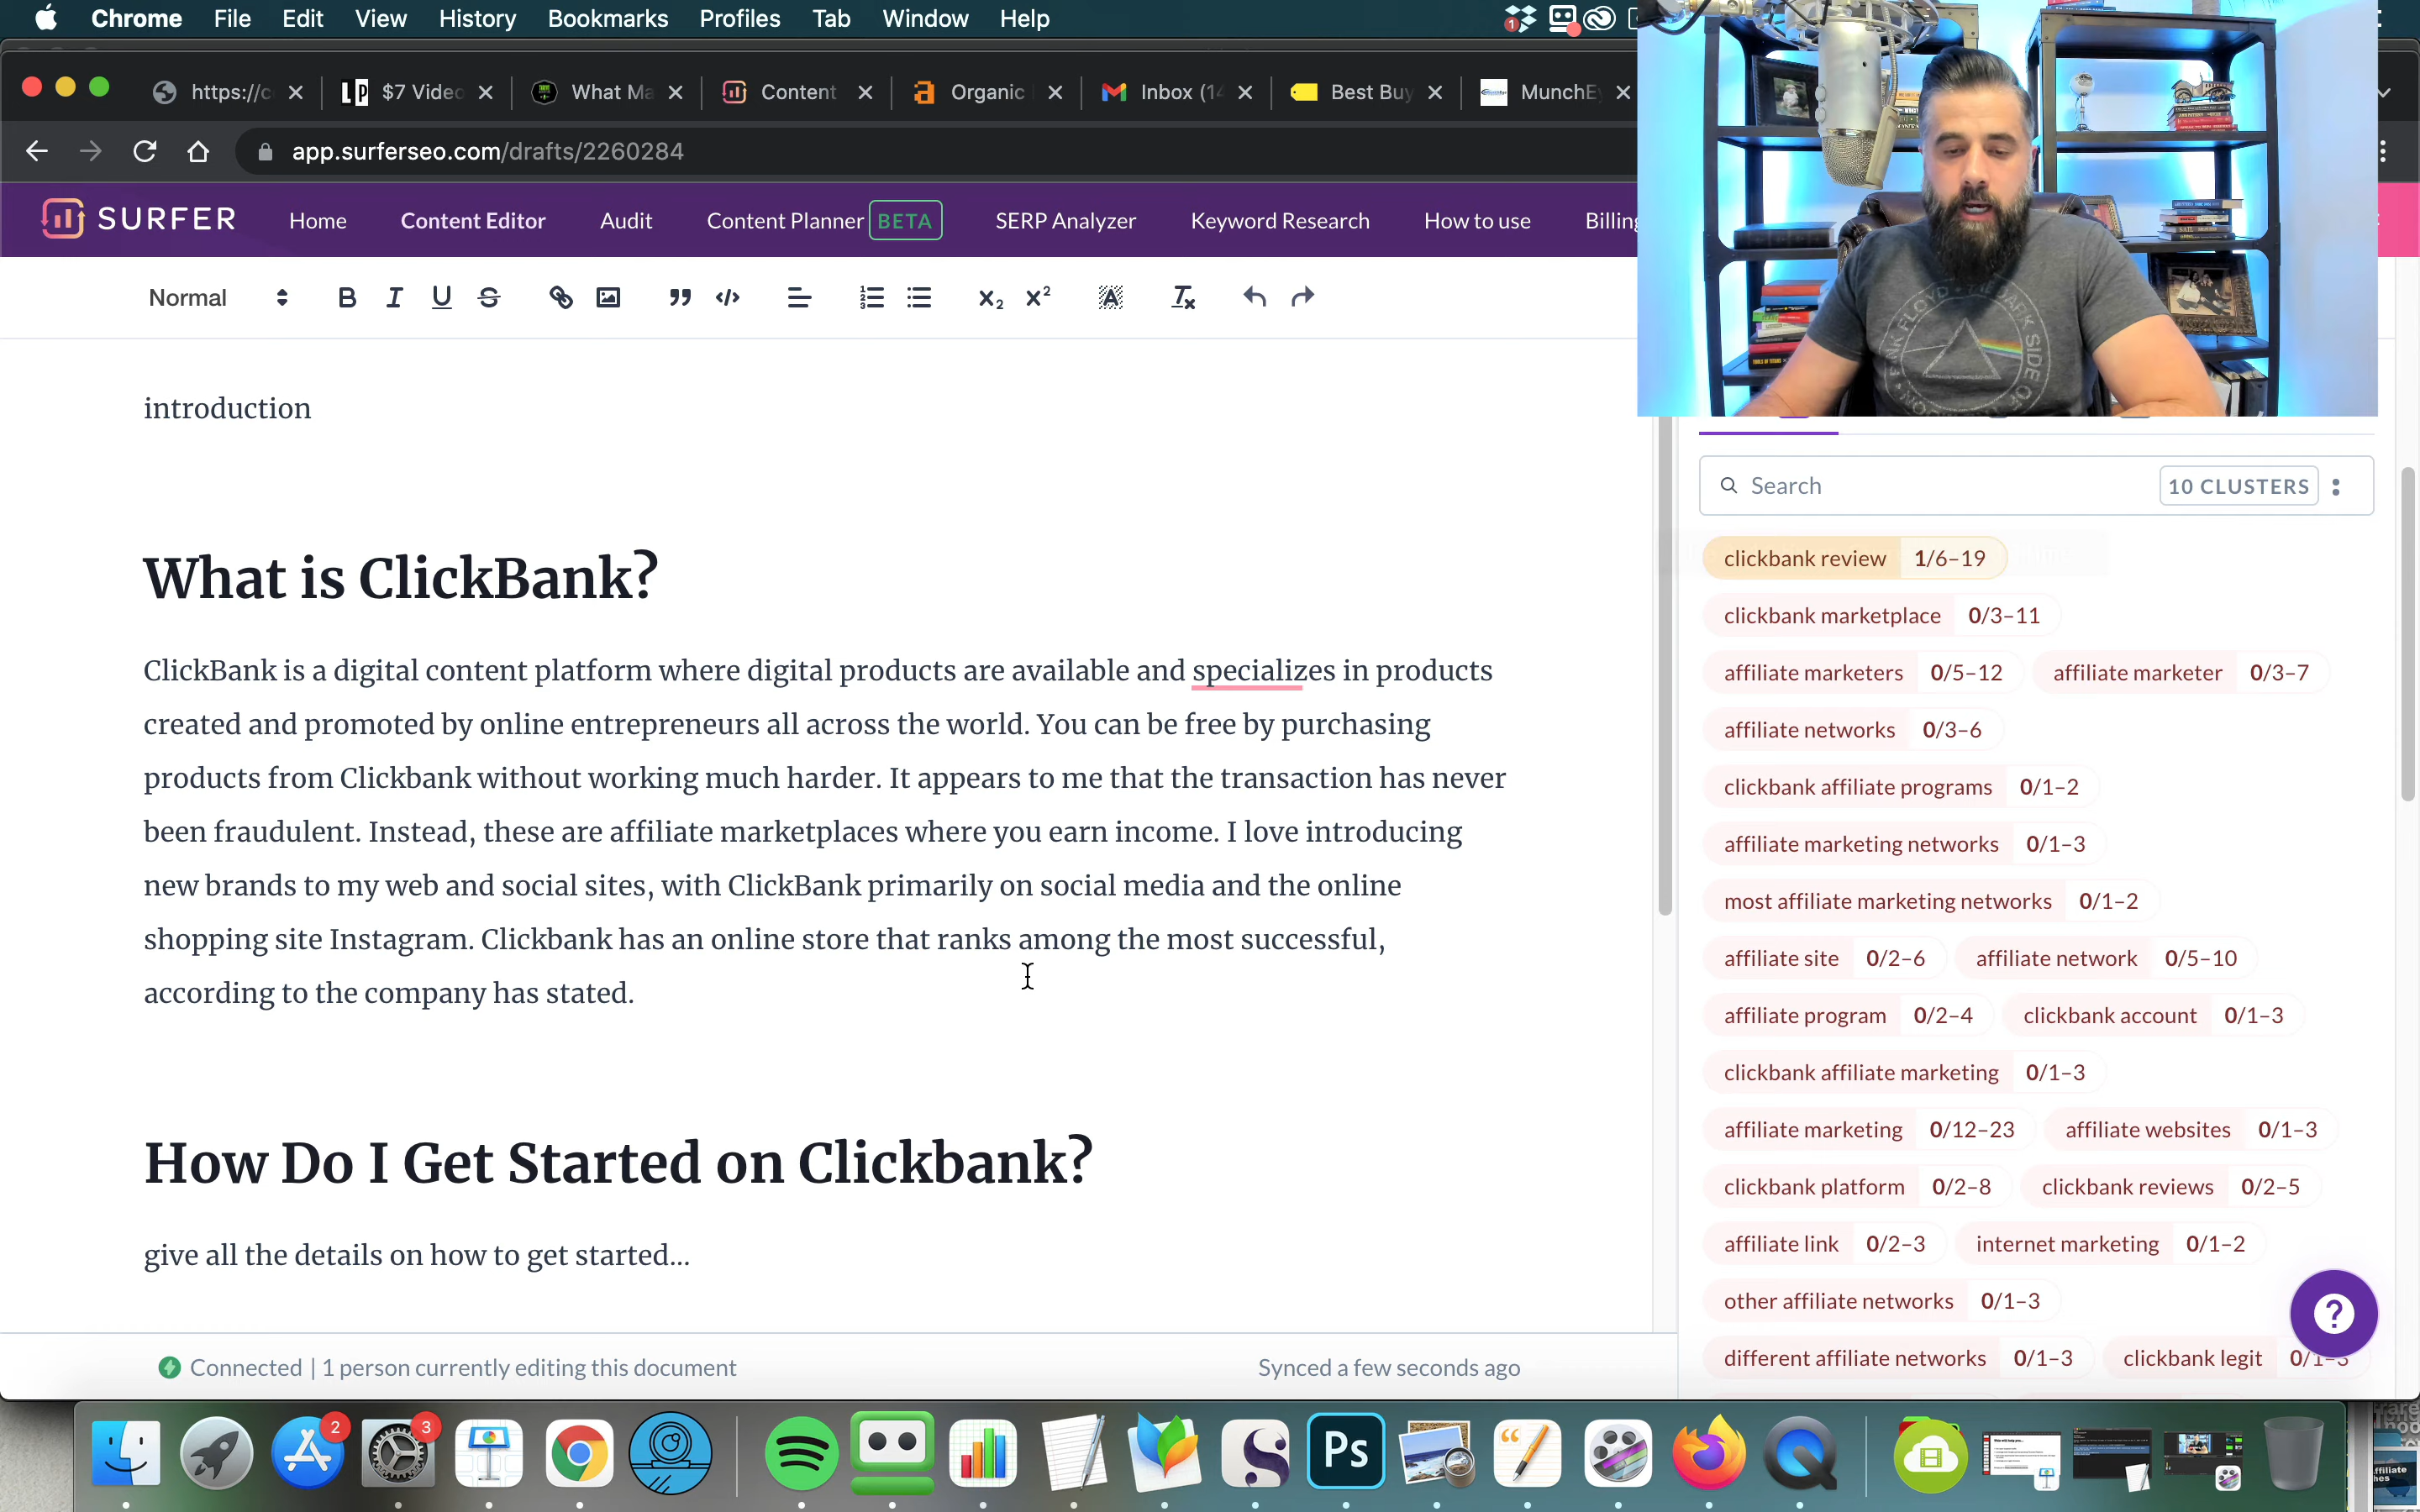 Chrome File Edit View History Bookmarks Profiles Tab Window Help
1
https://c
LP $7 Video
What Ma
Content
Organic
Inbox (14
Best Buy
MunchEy
app.surferseo.com/drafts/2260284
SURFER Home Content Editor Audit Content Planner BETA SERP Analyzer Keyword Research How to use Billing
Normal
introduction
What is ClickBank?
ClickBank is a digital content platform where digital products are available and specializes in products
created and promoted by online entrepreneurs all across the world. You can be free by purchasing
products from Clickbank without working much harder. It appears to me that the transaction has never
been fraudulent. Instead, these are affiliate marketplaces where you earn income. I love introducing
new brands to my web and social sites, with ClickBank primarily on social media and the online
shopping site Instagram. Clickbank has an online store that ranks among the most successful,
according to the company has stated.
How Do I Get Started on Clickbank?
give all the details on how to get started...
Connected | 1 person currently editing this document
Synced a few seconds ago
Search 10 CLUSTERS
clickbank review 1/6–19
clickbank marketplace 0/3–11
affiliate marketers 0/5–12 affiliate marketer 0/3–7
affiliate networks 0/3–6
clickbank affiliate programs 0/1–2
affiliate marketing networks 0/1–3
most affiliate marketing networks 0/1–2
affiliate site 0/2–6 affiliate network 0/5–10
affiliate program 0/2–4 clickbank account 0/1–3
clickbank affiliate marketing 0/1–3
affiliate marketing 0/12–23 affiliate websites 0/1–3
clickbank platform 0/2–8 clickbank reviews 0/2–5
affiliate link 0/2–3 internet marketing 0/1–2
other affiliate networks 0/1–3
different affiliate networks 0/1–3 clickbank legit 0/1–3
?
2
3
Ps